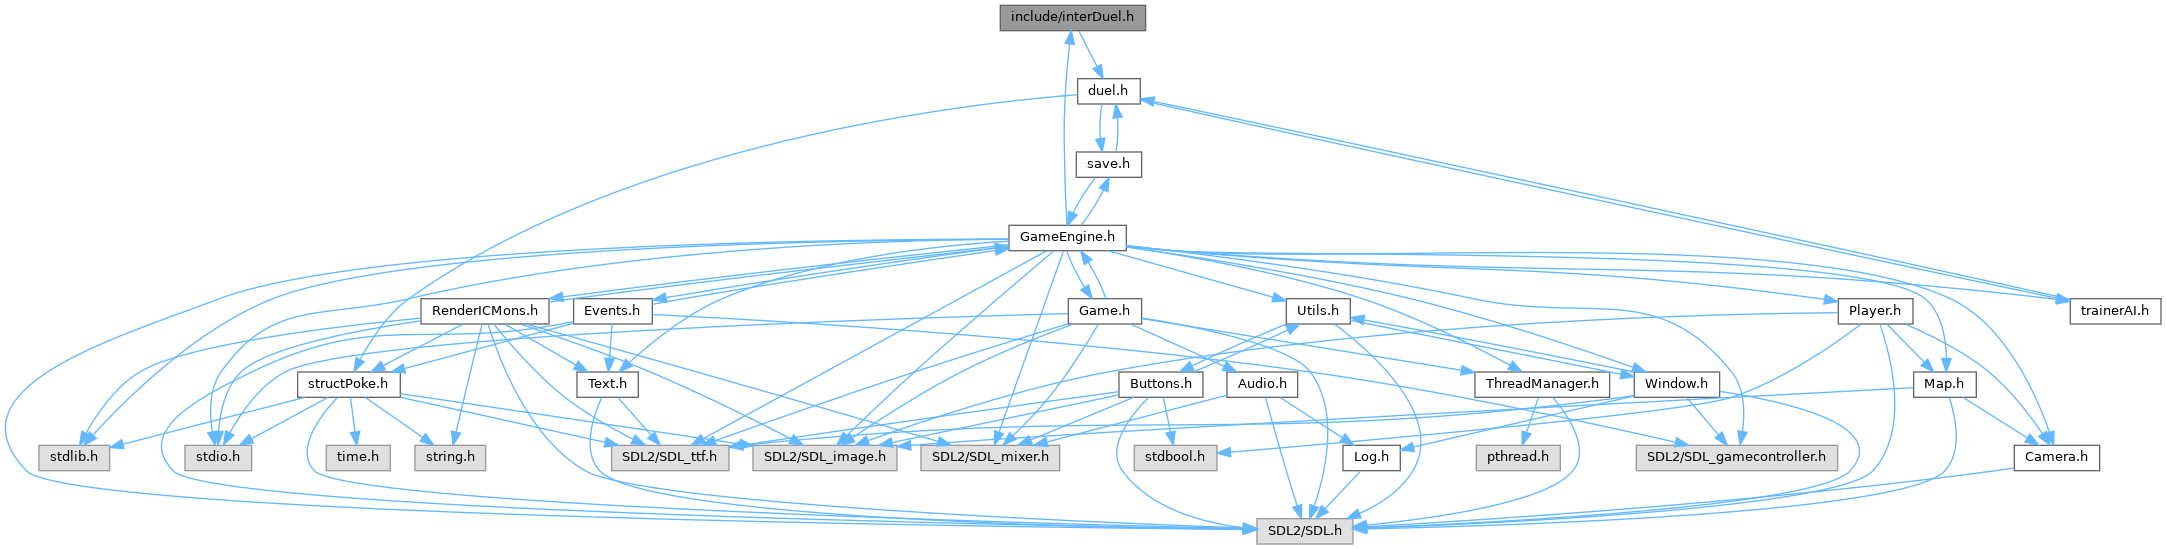 include/interDuel.h
duel.h
save.h
GameEngine.h
RenderICMons.h
Events.h
Game.h
Utils.h
Player.h
trainerAI.h
structPoke.h
Text.h
Buttons.h
Audio.h
ThreadManager.h
Window.h
Map.h
stdlib.h
stdio.h
time.h
string.h
SDL2/SDL_ttf.h
SDL2/SDL_image.h
SDL2/SDL_mixer.h
stdbool.h
Log.h
pthread.h
SDL2/SDL_gamecontroller.h
Camera.h
SDL2/SDL.h